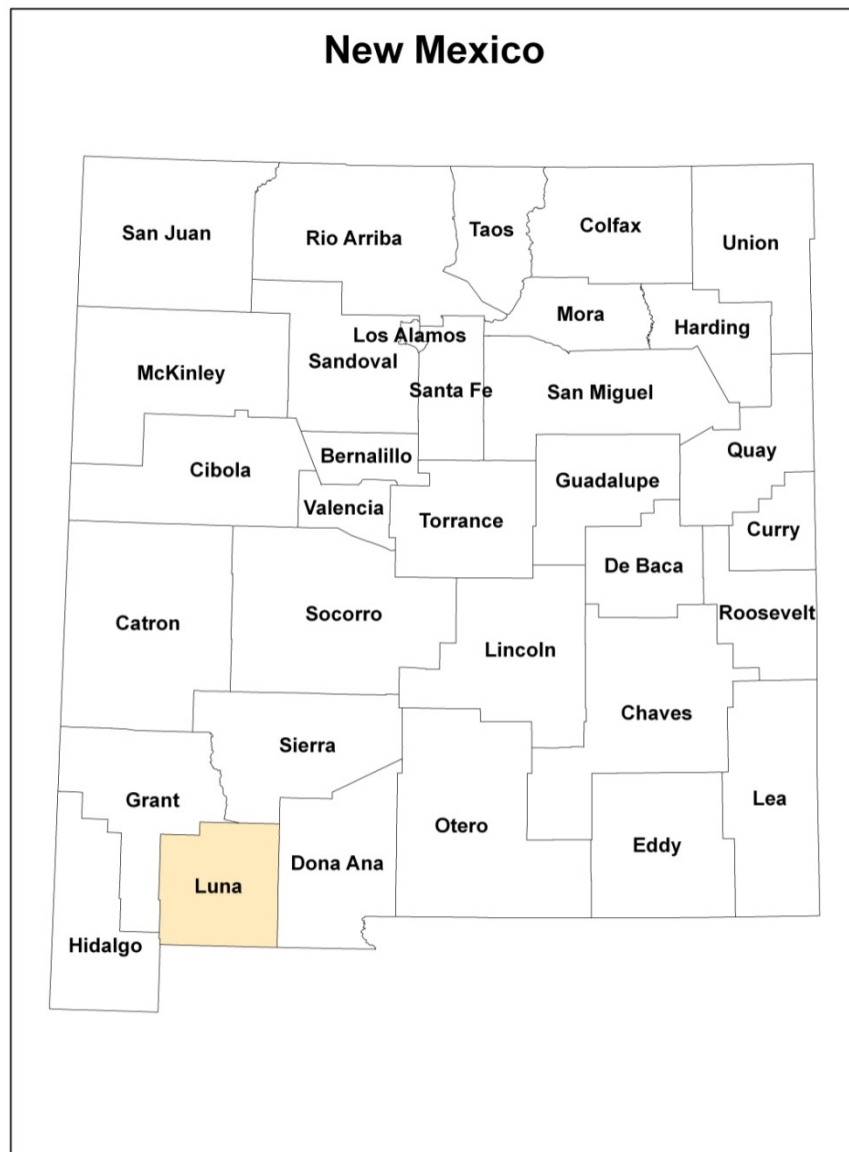 New Mexico
San Juan
Rio Arriba
Taos
Colfax
Union
Mora
Harding
Los Alamos
Sandoval
McKinley
Santa Fe
San Miguel
Quay
Bernalillo
Cibola
Guadalupe
Valencia
Torrance
Curry
De Baca
Roosevelt
Catron
Socorro
Lincoln
Chaves
Sierra
Grant
Lea
Otero
Eddy
Dona Ana
Luna
Hidalgo